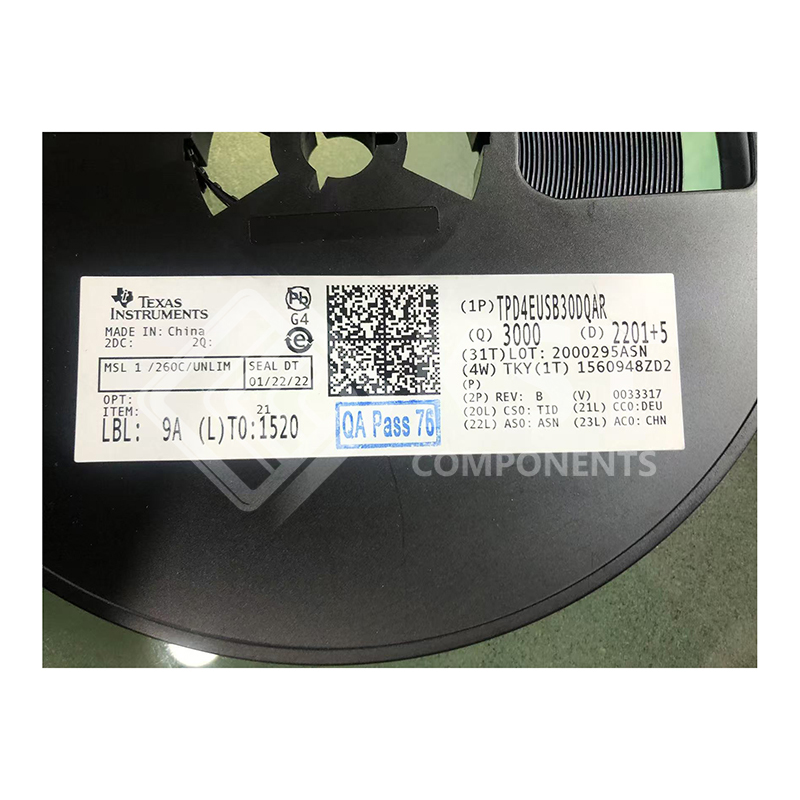 TEXAS
INSTRUMENTS
MADE IN: China
2DC: 2Q:
MSL 1 /260C/UNLIM
SEAL DT
01/22/22
OPT:
ITEM: 21
LBL: 9A (L)TO:1520
Pb
G4
e
QA Pass 76
(1P) TPD4EUSB30DQAR
(Q) 3000 (D) 2201+5
(31T)LOT: 2000295ASN
(4W) TKY(1T) 1560948ZD2
(P)
(2P) REV: B (V) 0033317
(20L) CSO: TID (21L) CCO:DEU
(22L) ASO: ASN (23L) ACO: CHN
COMPONENTS